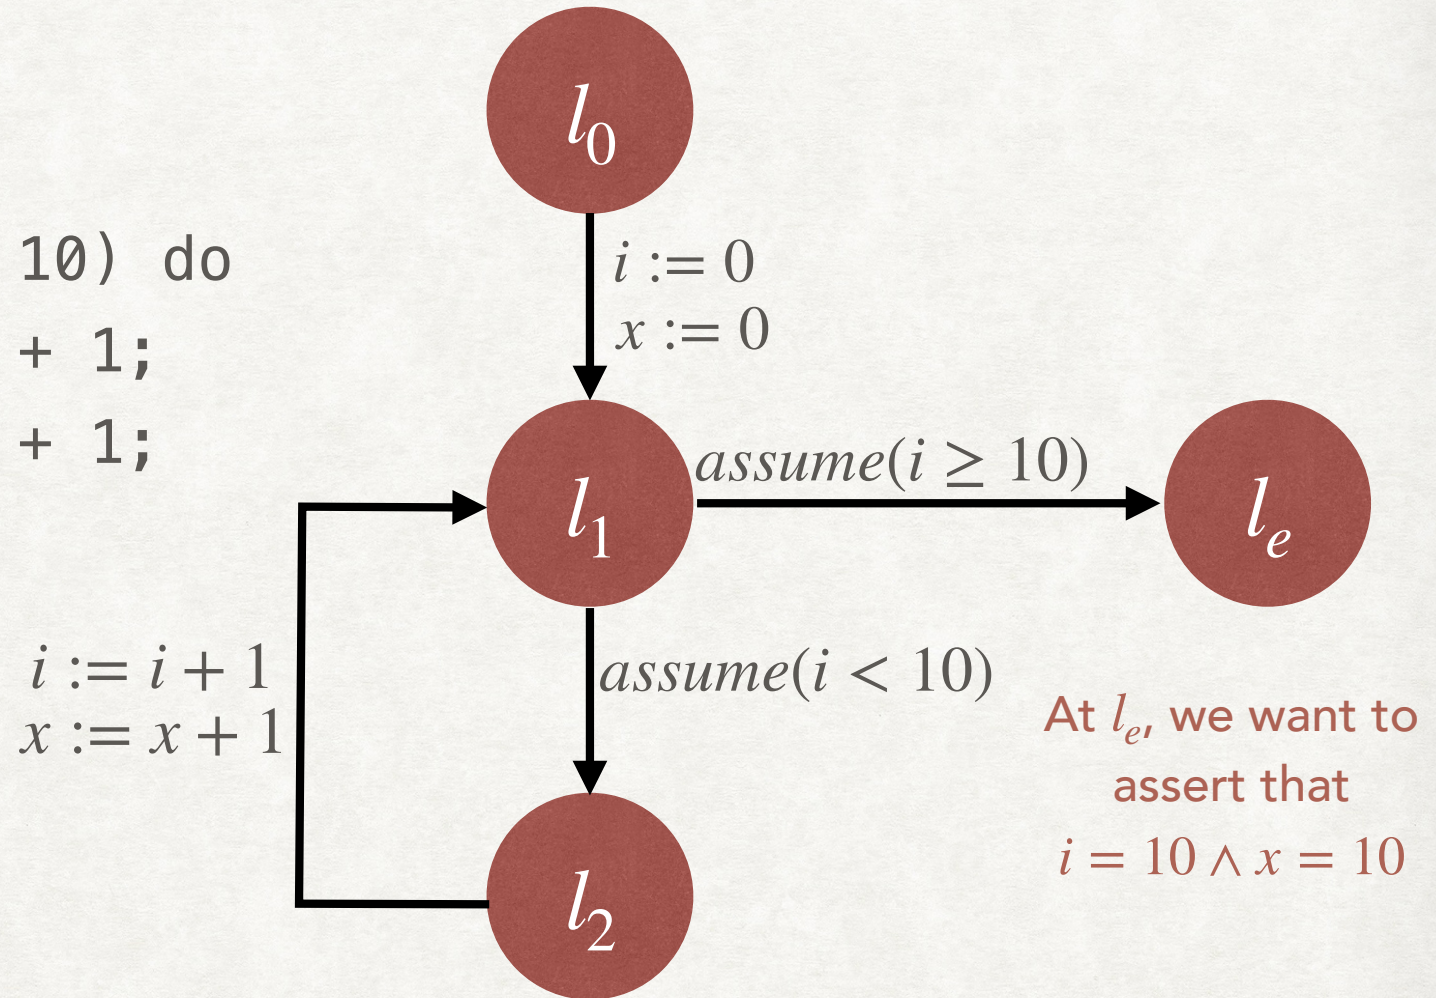 l₀
10) do
+ 1;
+ 1;
i := 0
x := 0
l₁
assume(i ≥ 10)
lₑ
i := i + 1
x := x + 1
assume(i < 10)
l₂
At lₑ, we want to
assert that
i = 10 ∧ x = 10